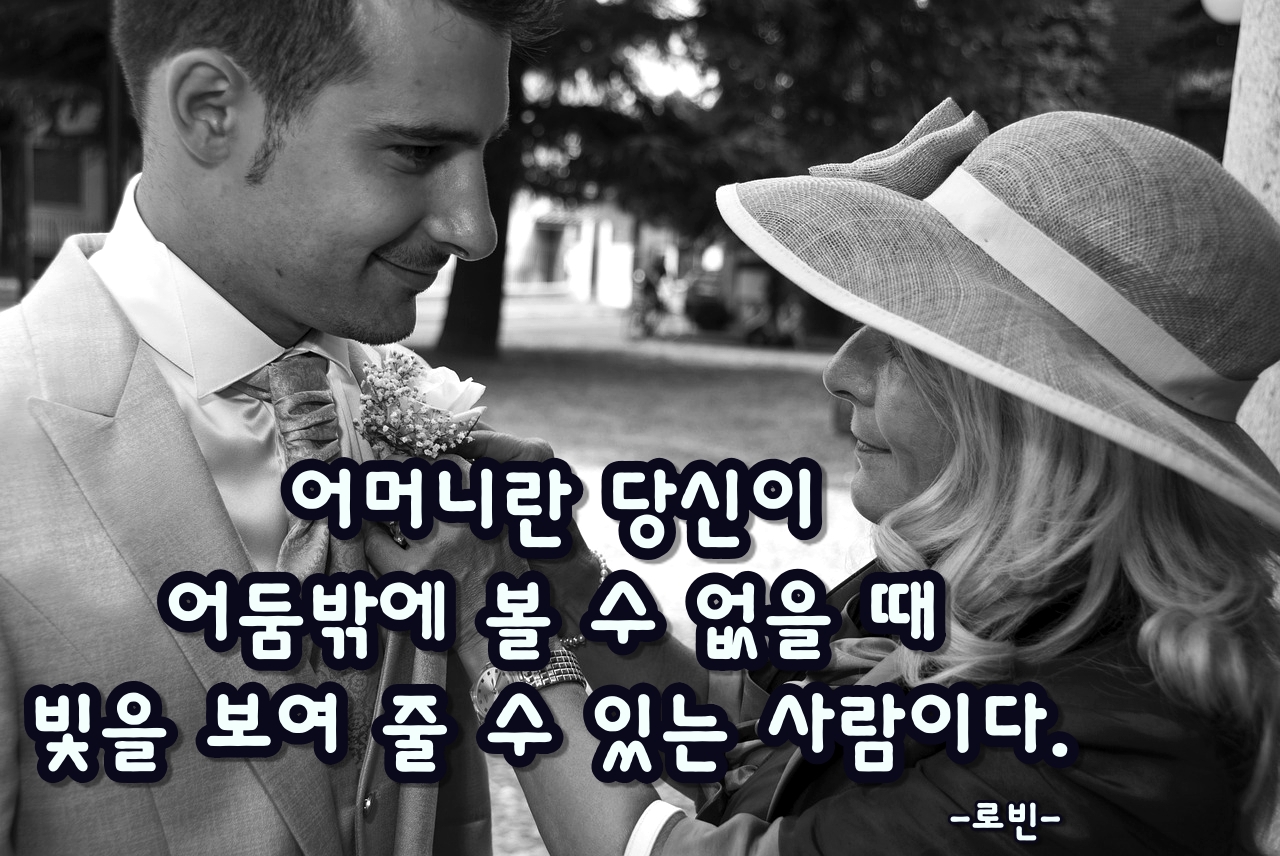 어머니란 당신이
어둠밖에 볼 수 없을 때
빛을 보여 줄 수 있는 사람이다.
-로빈-